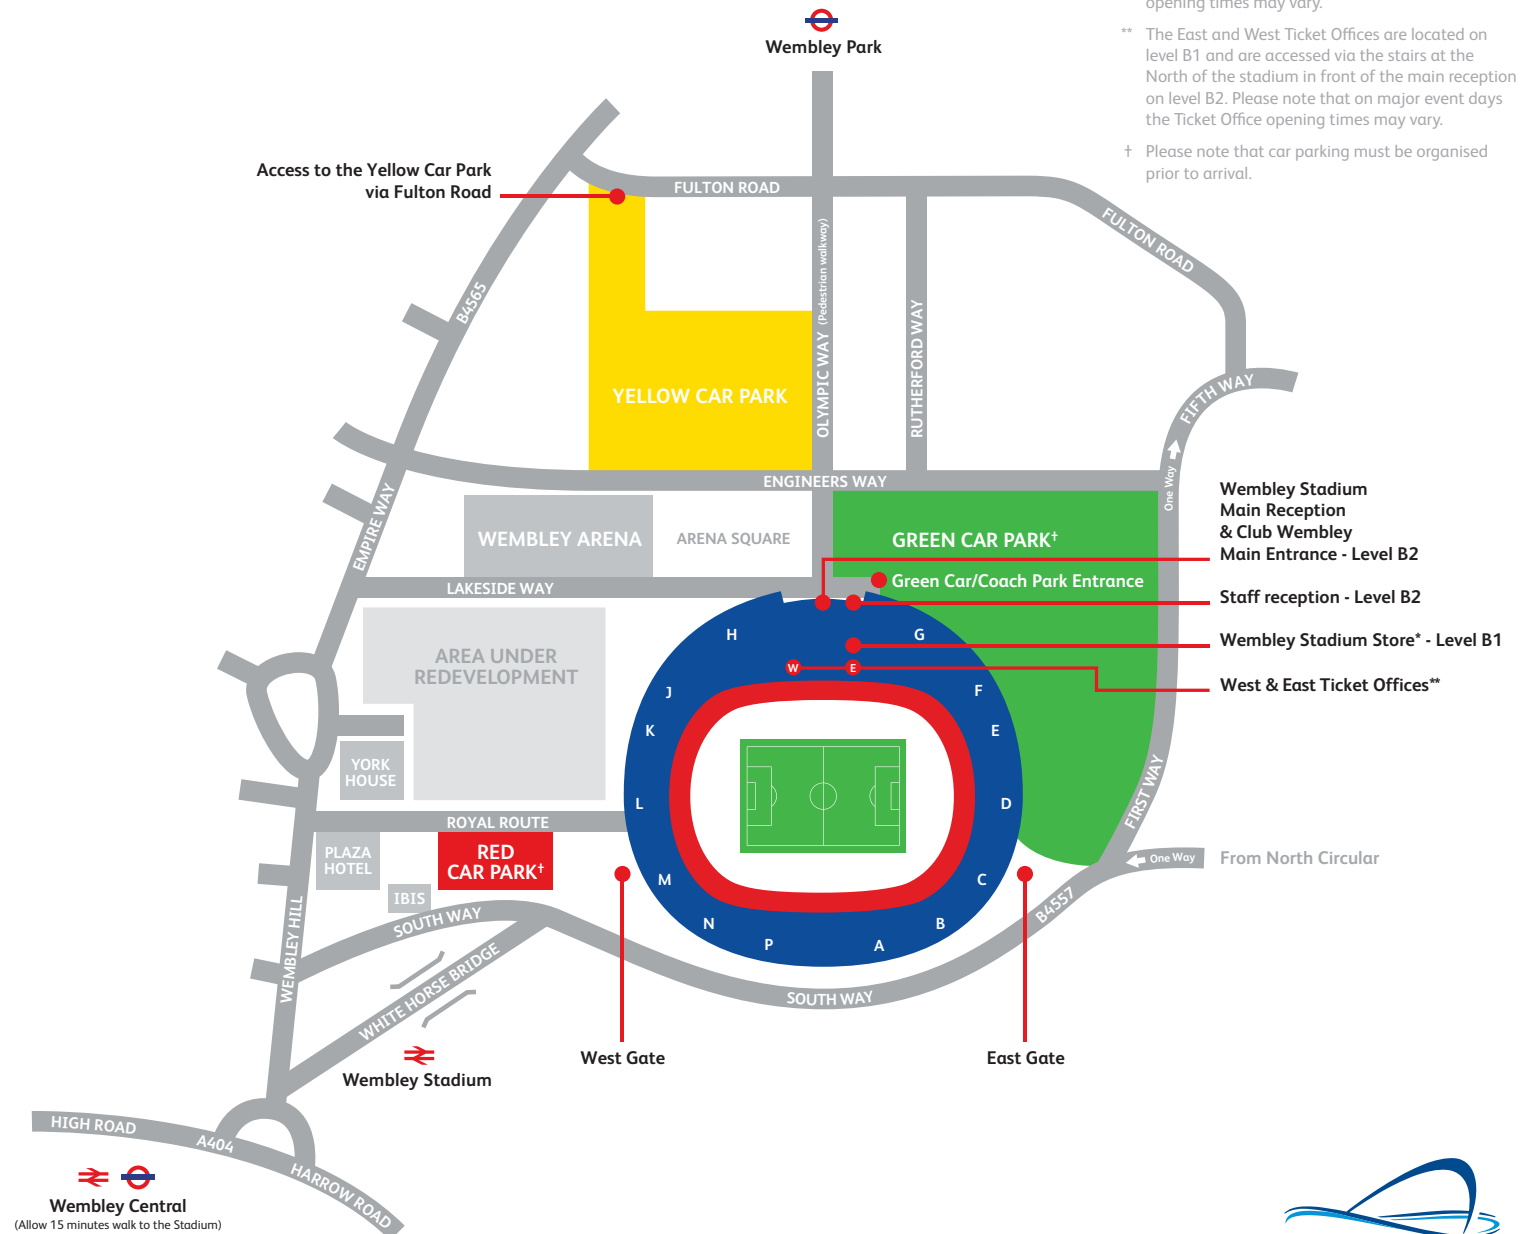 opening times may vary.
** The East and West Ticket Offices are located on
level B1 and are accessed via the stairs at the
North of the stadium in front of the main reception
on level B2. Please note that on major event days
the Ticket Office opening times may vary.
† Please note that car parking must be organised
prior to arrival.
Wembley Park
Access to the Yellow Car Park
via Fulton Road
FULTON ROAD
FULTON ROAD
B4565
OLYMPIC WAY (Pedestrian walkway)
RUTHERFORD WAY
YELLOW CAR PARK
FIFTH WAY
One Way
ENGINEERS WAY
EMPIRE WAY
WEMBLEY ARENA
ARENA SQUARE
GREEN CAR PARK†
Green Car/Coach Park Entrance
Wembley Stadium
Main Reception
& Club Wembley
Main Entrance - Level B2
Staff reception - Level B2
Wembley Stadium Store* - Level B1
West & East Ticket Offices**
LAKESIDE WAY
AREA UNDER
REDEVELOPMENT
H
G
W
E
J
F
K
E
L
D
M
C
N
B
P
A
YORK
HOUSE
ROYAL ROUTE
PLAZA
HOTEL
RED
CAR PARK†
IBIS
FIRST WAY
One Way
From North Circular
B4557
SOUTH WAY
SOUTH WAY
WEMBLEY HILL
WHITE HORSE BRIDGE
West Gate
East Gate
Wembley Stadium
HIGH ROAD
A404
HARROW ROAD
Wembley Central
(Allow 15 minutes walk to the Stadium)